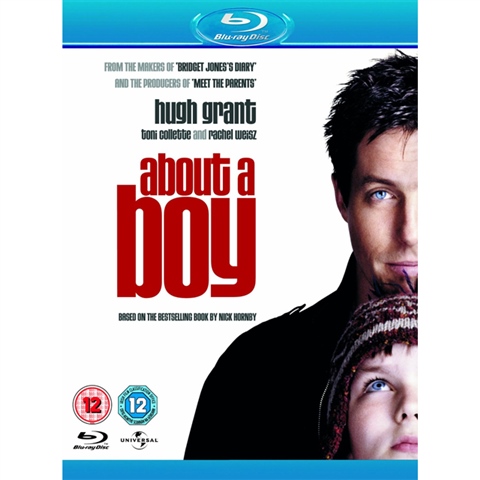 Blu-ray Disc
FROM THE MAKERS OF 'BRIDGET JONES'S DIARY'
AND THE PRODUCERS OF 'MEET THE PARENTS'
hugh grant
toni collette and rachel weisz
about a
boy
BASED ON THE BESTSELLING BOOK BY NICK HORNBY
12
12
Blu-ray Disc
UNIVERSAL